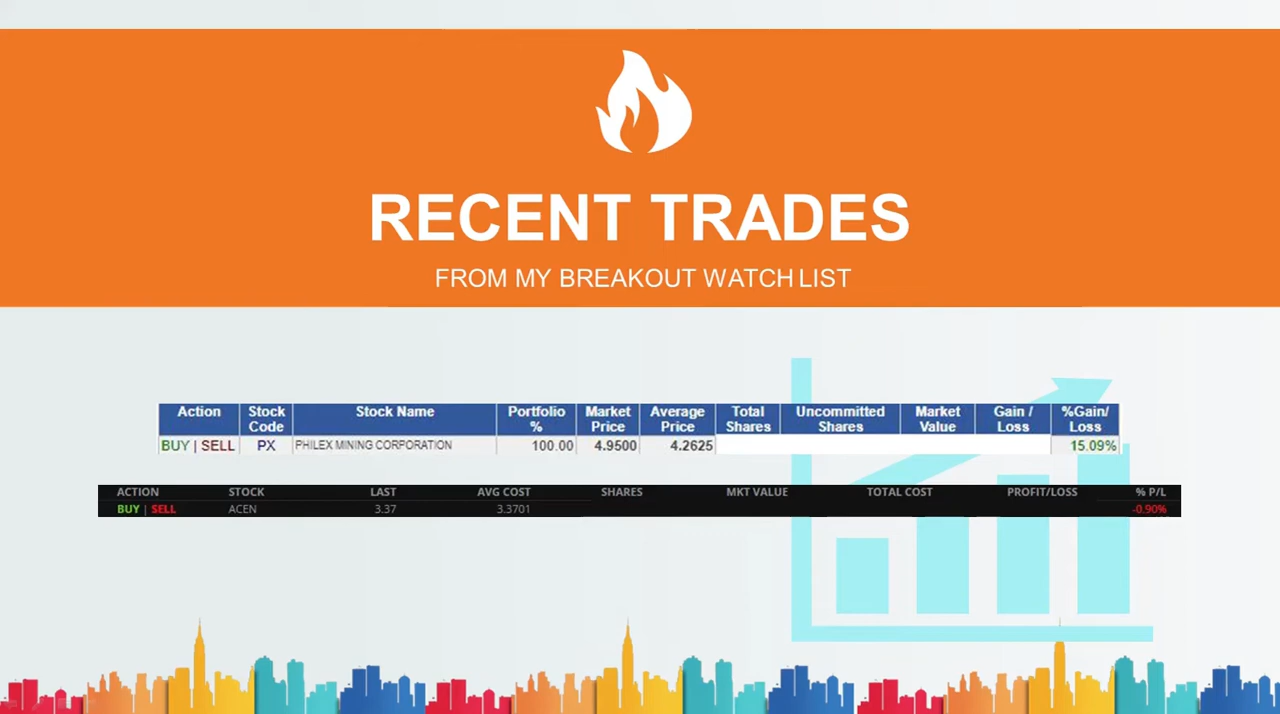 RECENT TRADES
FROM MY BREAKOUT WATCH LIST
Action Stock Code Stock Name Portfolio % Market Price Average Price Total Shares Uncommitted Shares Market Value Gain / Loss %Gain/ Loss
BUY | SELL PX PHILEX MINING CORPORATION 100.00 4.9500 4.2625 15.09%
ACTION STOCK LAST AVG COST SHARES MKT VALUE TOTAL COST PROFIT/LOSS % P/L
BUY | SELL ACEN 3.37 3.3701 -0.90%